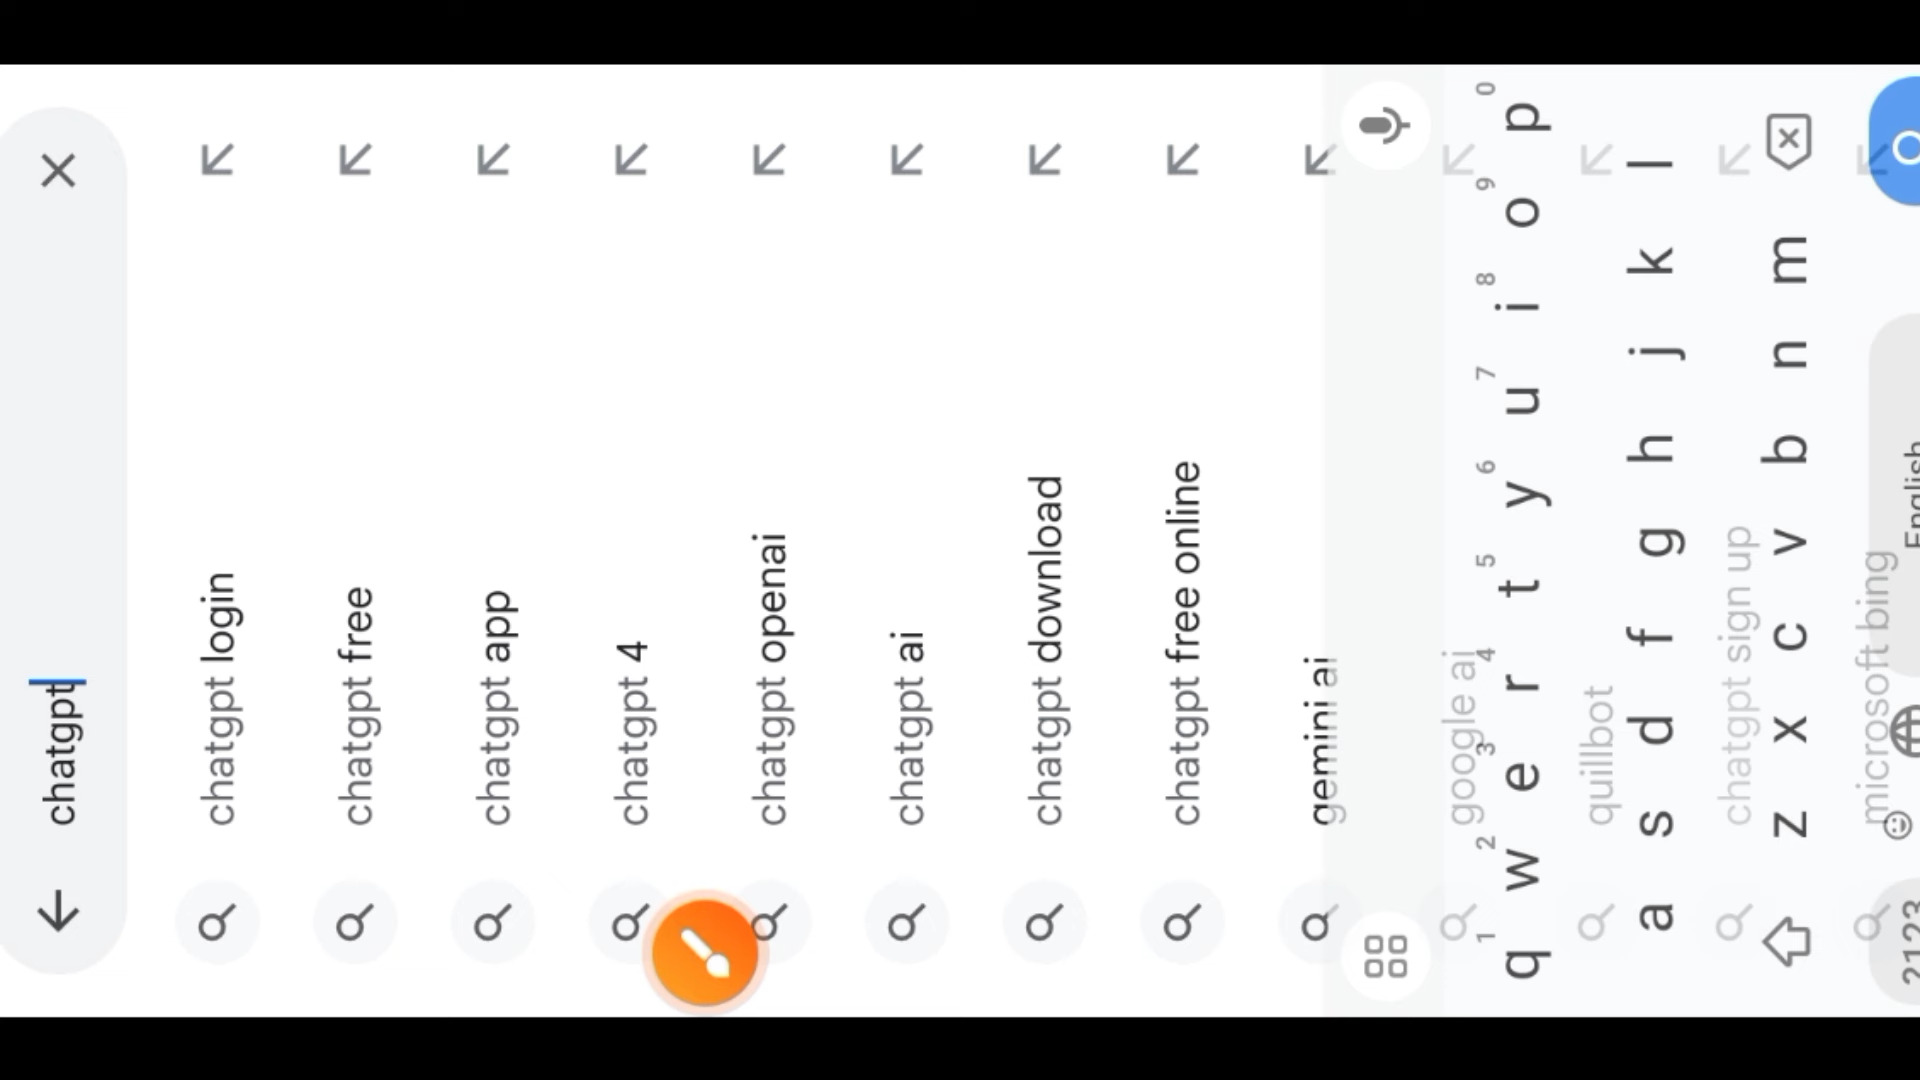 chatgpt
chatgpt login
chatgpt free
chatgpt app
chatgpt 4
chatgpt openai
chatgpt ai
chatgpt download
chatgpt free online
gemini ai
google ai
quillbot
chatgpt sign up
microsoft bing
1 2 3 4 5 6 7 8 9 0
q w e r t y u i o p
a s d f g h j k l
z x c v b n m
English